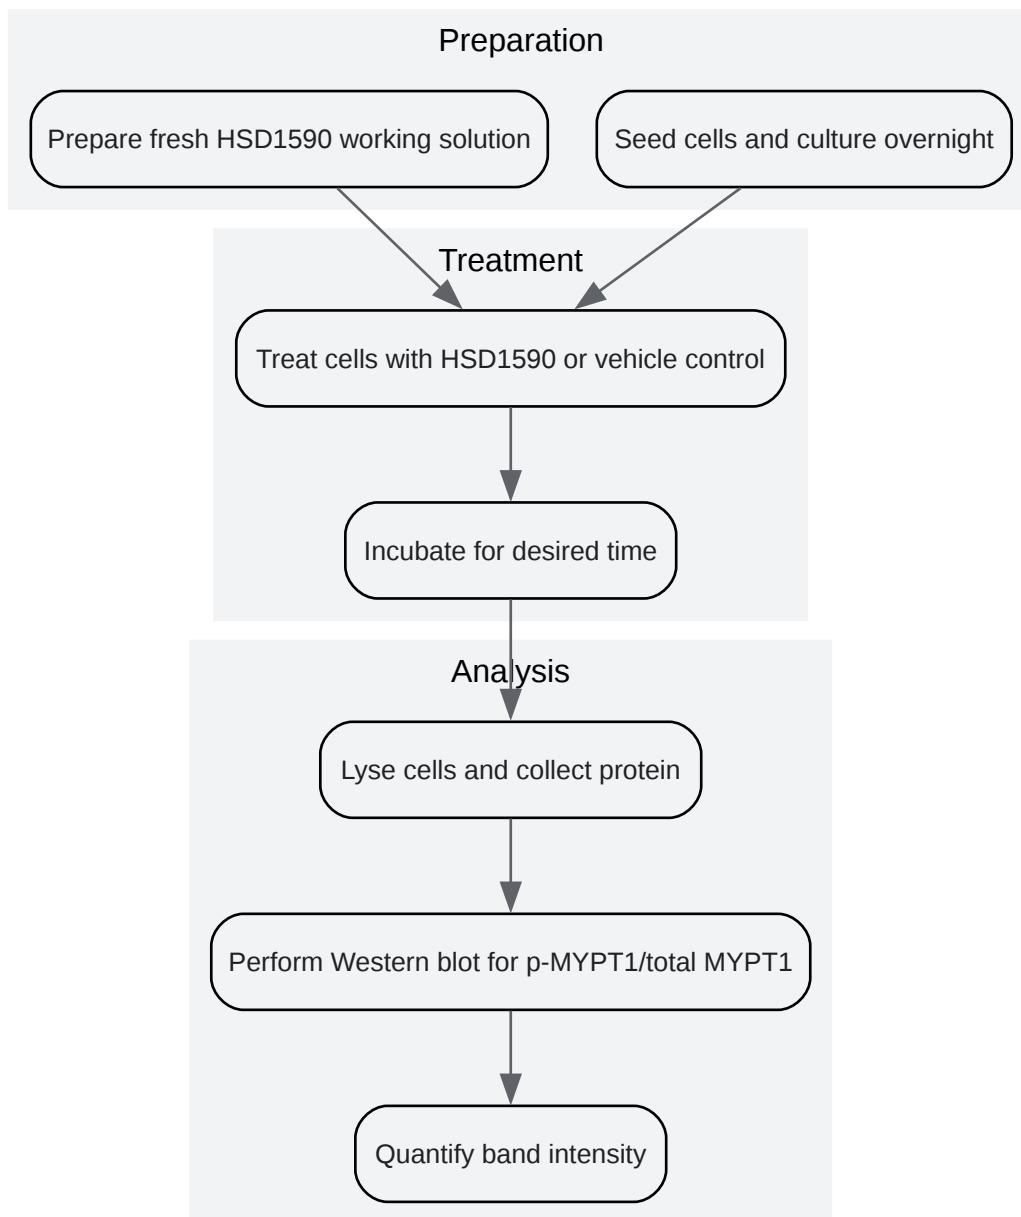 Preparation
Prepare fresh HSD1590 working solution
Seed cells and culture overnight
Treatment
Treat cells with HSD1590 or vehicle control
Incubate for desired time
Analysis
Lyse cells and collect protein
Perform Western blot for p-MYPT1/total MYPT1
Quantify band intensity